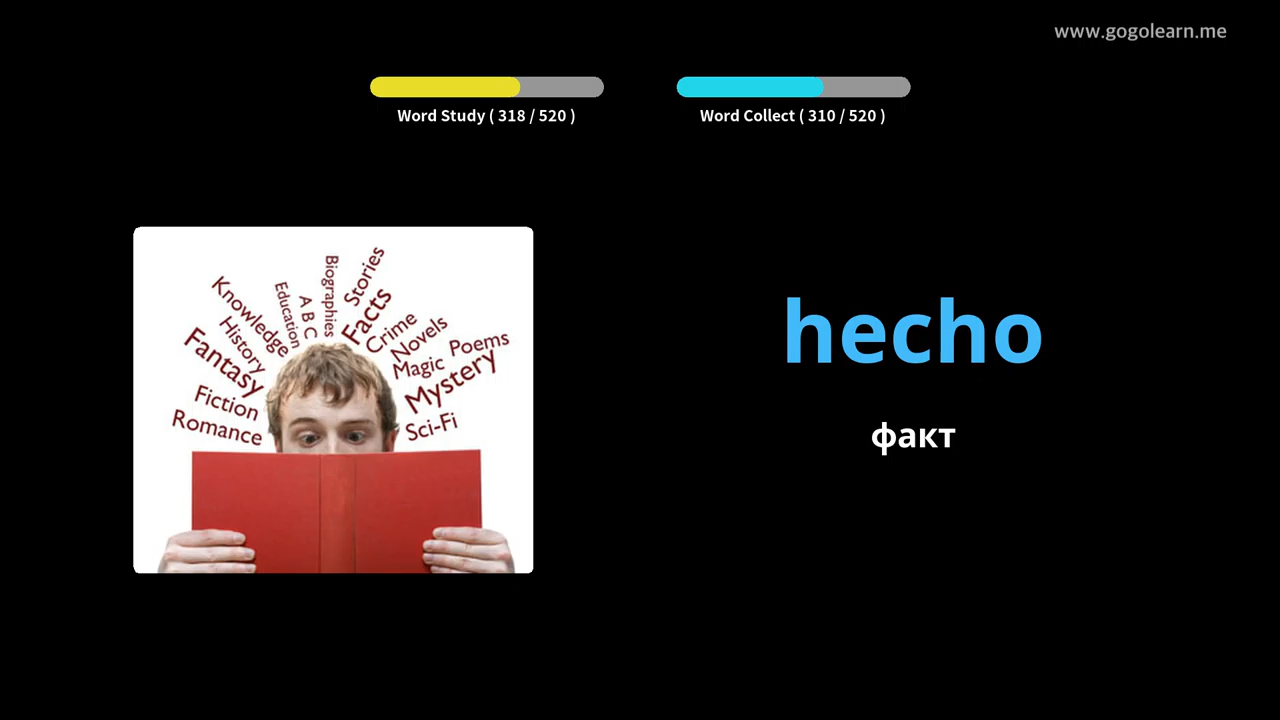 www.gogolearn.me
Word Study ( 318 / 520 )
Word Collect ( 310 / 520 )
Biographies
Stories
Knowledge
Education
A B C
Facts
History
Crime
Novels
Fantasy
Magic
Poems
Mystery
Fiction
Romance
Sci-Fi
hecho
факт